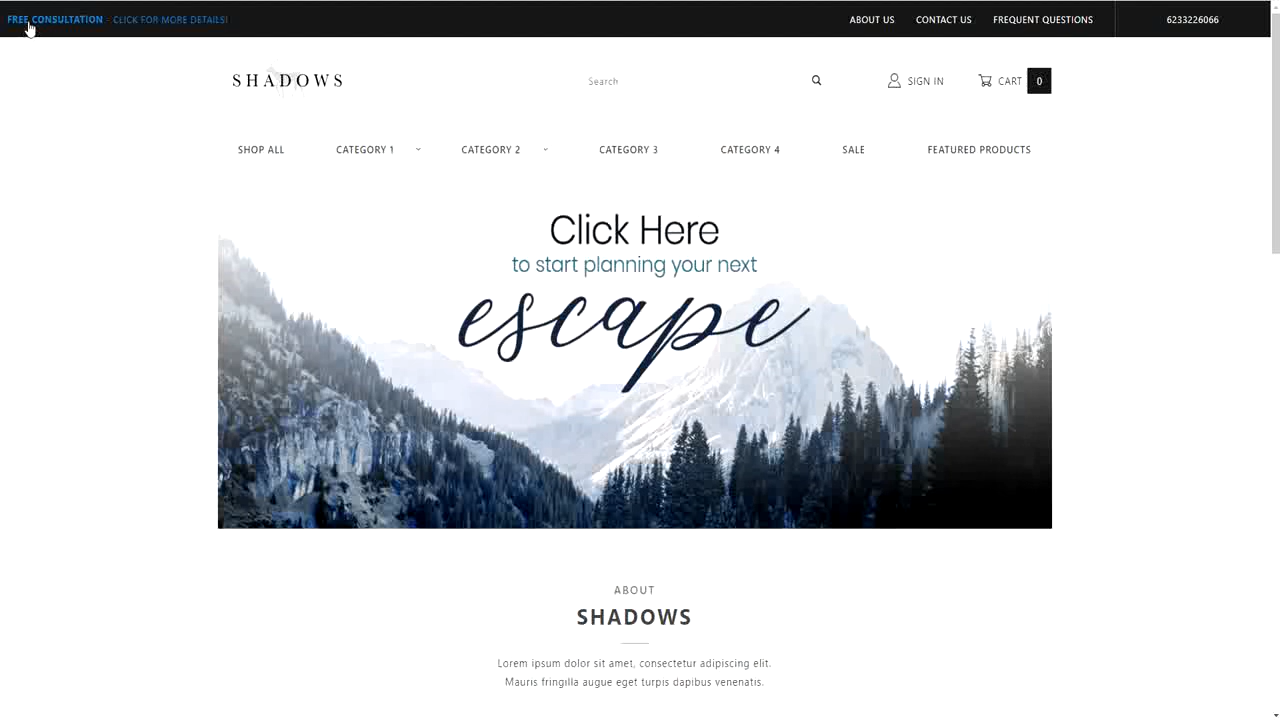 FREE CONSULTATION - CLICK FOR MORE DETAILS!
ABOUT US CONTACT US FREQUENT QUESTIONS 6233226066
SHADOWS Search SIGN IN CART 0
SHOP ALL CATEGORY 1 CATEGORY 2 CATEGORY 3 CATEGORY 4 SALE FEATURED PRODUCTS
Click Here
to start planning your next
escape
ABOUT
SHADOWS
Lorem ipsum dolor sit amet, consectetur adipiscing elit.
Mauris fringilla augue eget turpis dapibus venenatis.